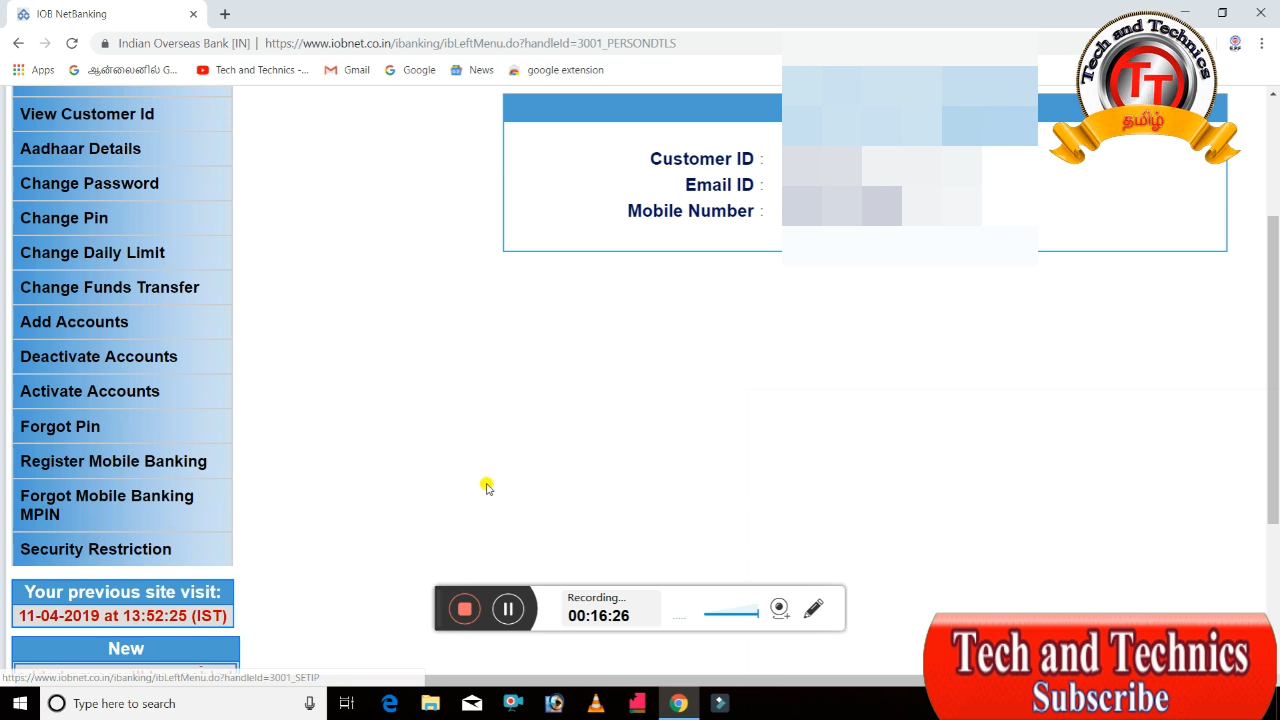 IOB NetBanking
Indian Overseas Bank [IN] | https://www.iobnet.co.in/ibanking/ibLeftMenu.do?handleId=3001_PERSONDTLS
Apps
ஆன்லைனில் G...
Tech and Technics -...
Gmail
Google
News
google extension
Tech and Technics
TT
தமிழ்
View Customer Id
Aadhaar Details
Change Password
Change Pin
Change Daily Limit
Change Funds Transfer
Add Accounts
Deactivate Accounts
Activate Accounts
Forgot Pin
Register Mobile Banking
Forgot Mobile Banking
MPIN
Security Restriction
Customer ID :
Email ID :
Mobile Number :
Your previous site visit:
11-04-2019 at 13:52:25 (IST)
New
Recording...
00:16:26
https://www.iobnet.co.in/ibanking/ibLeftMenu.do?handleId=3001_SETIP
Type here to search
Tech and Technics
Subscribe